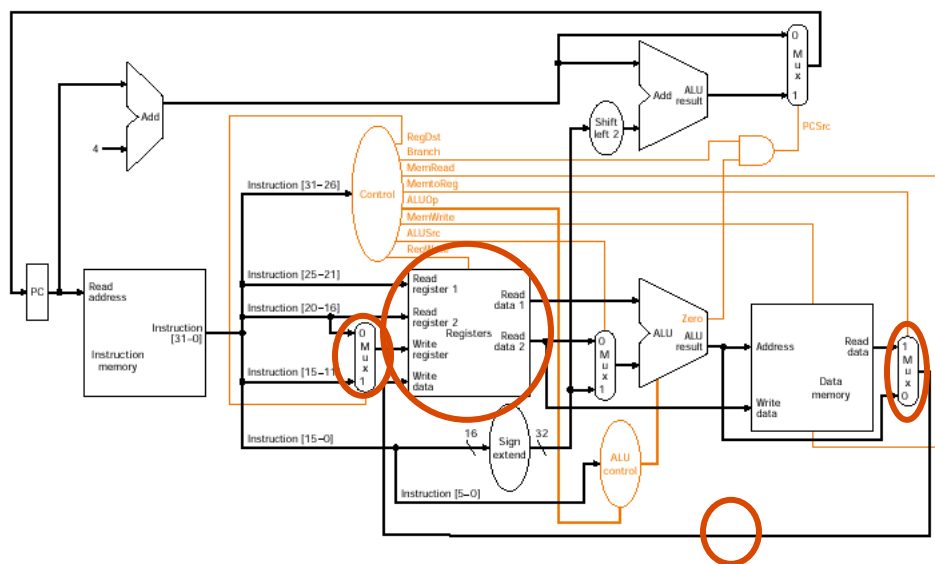 0
M
u
x
1
Add
ALU
result
Add
4
Shift
left 2
PCSrc
RegDst
Branch
MemRead
MemtoReg
ALUOp
MemWrite
ALUSrc
RegWrite
Control
Instruction [31–26]
Instruction [25–21]
Instruction [20–16]
Instruction [15–11]
Instruction [15–0]
Instruction [5–0]
PC
Read
address
Instruction
[31–0]
Instruction
memory
0
M
u
x
1
Read
register 1
Read
register 2
Write
register
Write
data
Registers
Read
data 1
Read
data 2
16
Sign
extend
32
0
M
u
x
1
Zero
ALU
ALU
result
ALU
control
Address
Write
data
Read
data
Data
memory
1
M
u
x
0